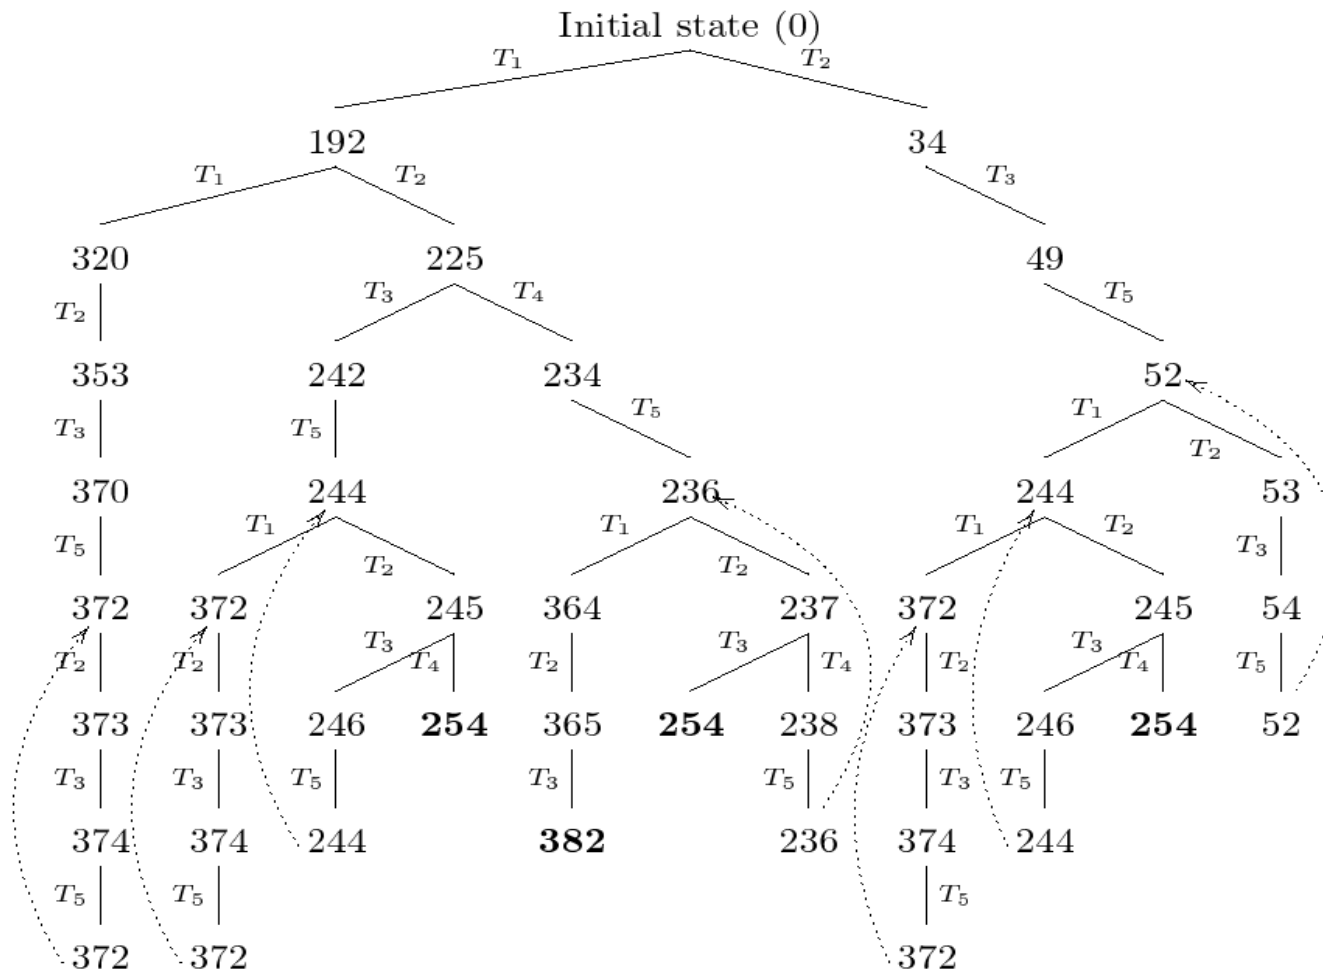 Initial state (0)
T₁ T₂
192 34
T₁ T₂ T₃
320 225 49
T₂ T₃ T₄ T₅
353 242 234 52
T₃ T₅ T₅ T₁ T₂
370 244 236 244 53
T₅ T₁ T₂ T₁ T₂ T₁ T₂ T₃
372 372 245 364 237 372 245 54
T₂ T₂ T₃ T₄ T₂ T₃ T₄ T₂ T₃ T₄ T₅
373 373 246 254 365 254 238 373 246 254 52
T₃ T₃ T₅ T₃ T₅ T₃ T₅
374 374 244 382 236 374 244
T₅ T₅ T₅
372 372 372